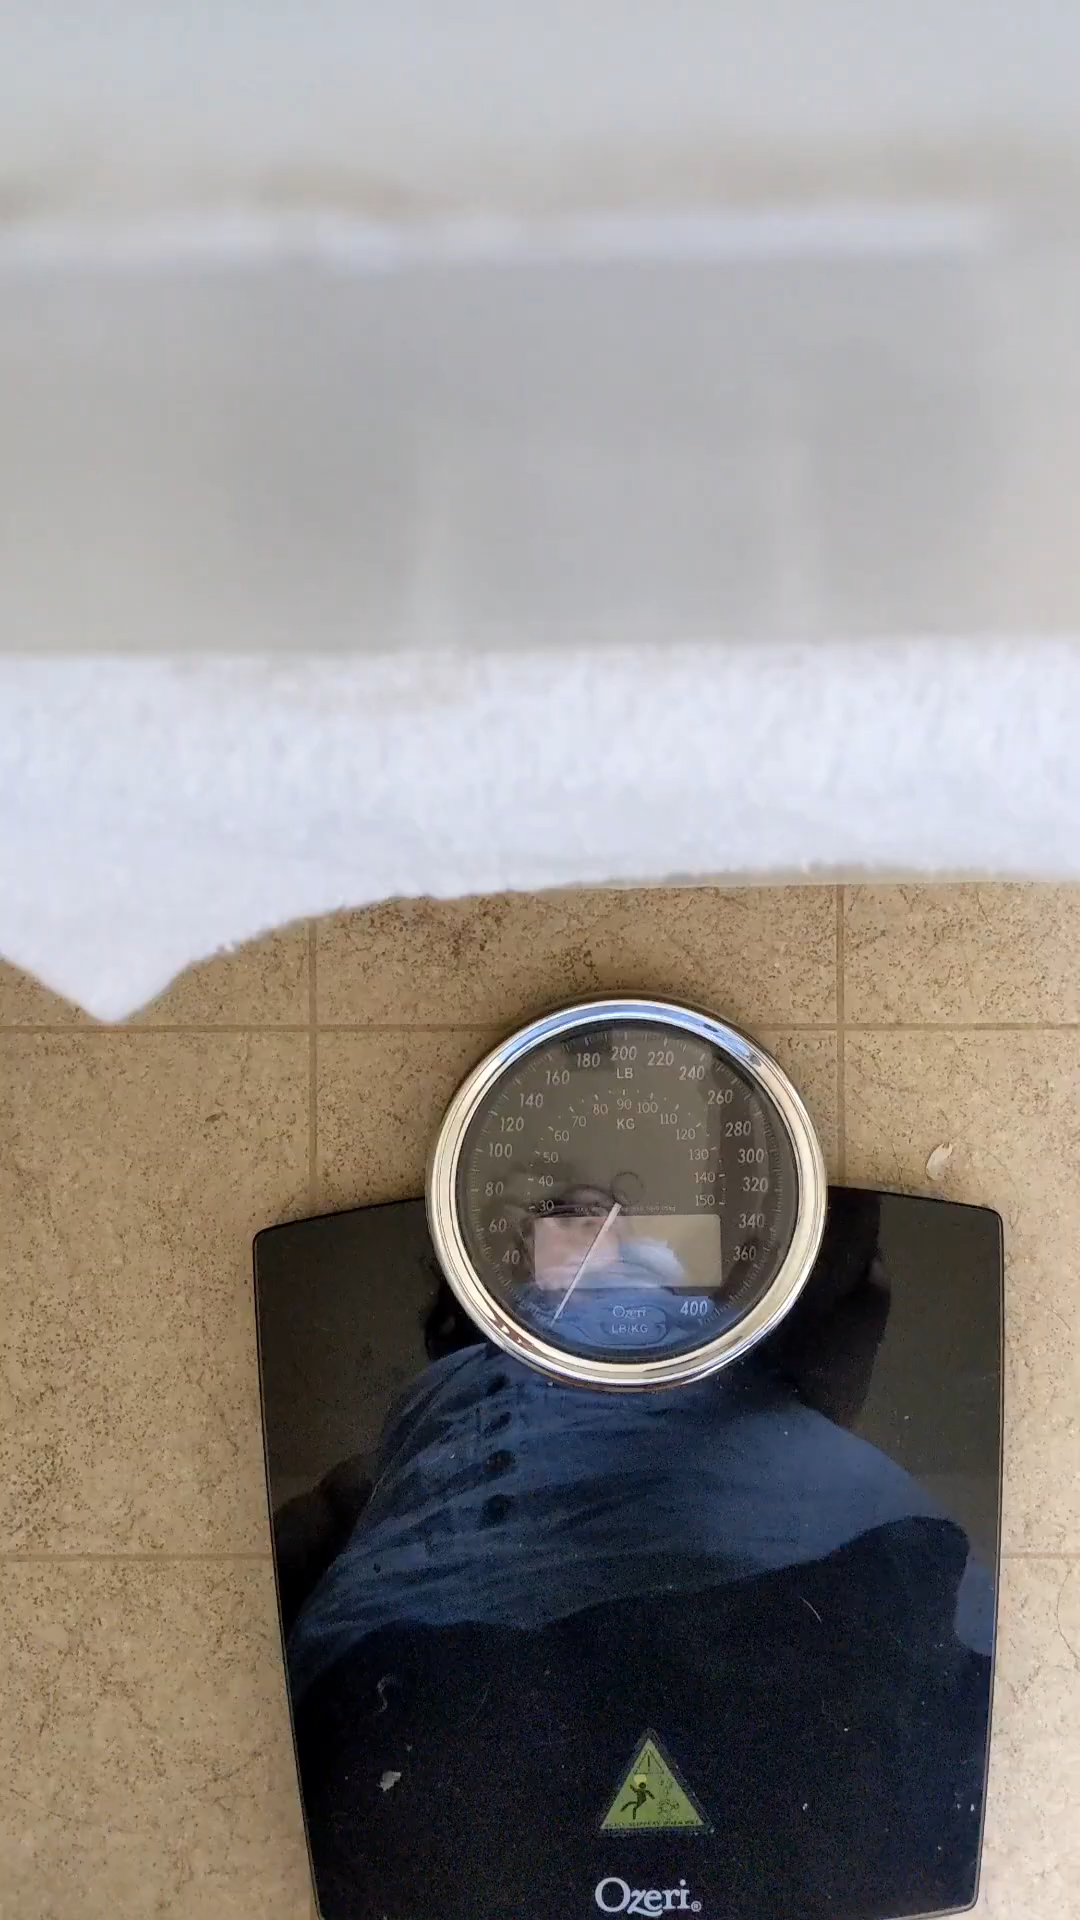 180 200 220
160 LB 240
140 80 90 100 260
120 70 KG 110 280
100 60 120 300
50 130
80 40 140 320
30 150
60 340
40 360
Ozeri 400
LB/KG
Ozeri®